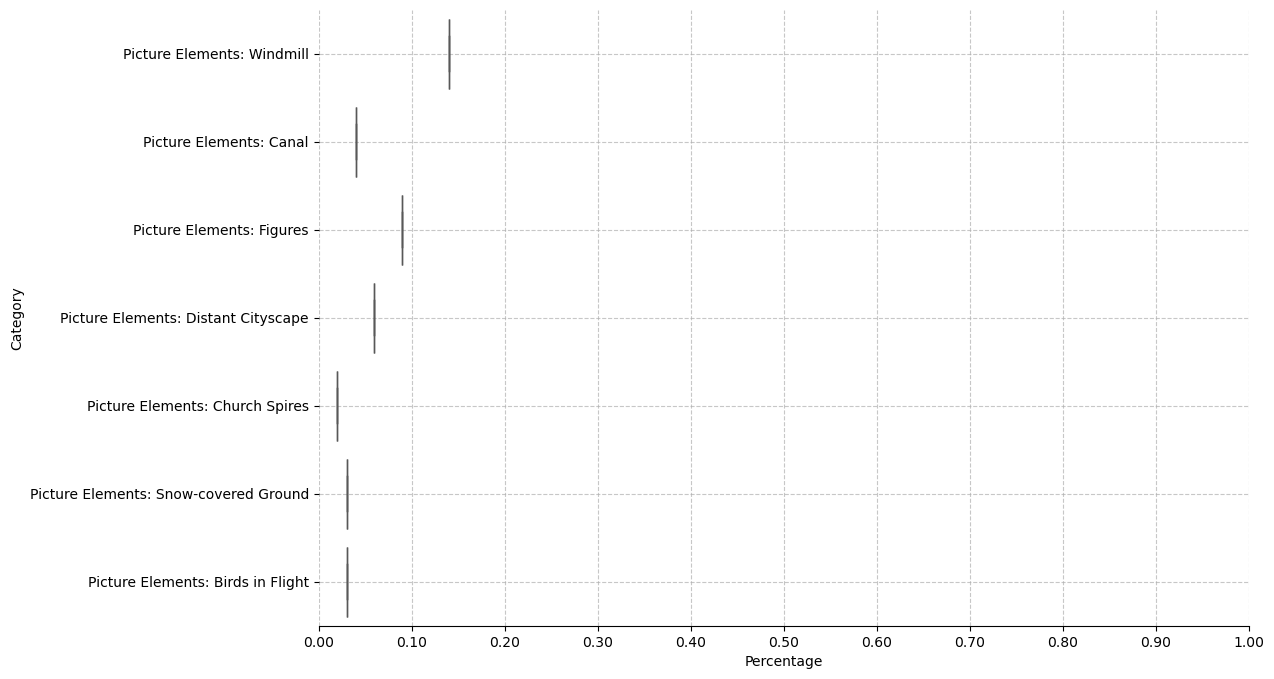 Picture Elements: Windmill
Picture Elements: Canal
Picture Elements: Figures
Picture Elements: Distant Cityscape
Picture Elements: Church Spires
Picture Elements: Snow-covered Ground
Picture Elements: Birds in Flight
Category
0.00 0.10 0.20 0.30 0.40 0.50 0.60 0.70 0.80 0.90 1.00
Percentage